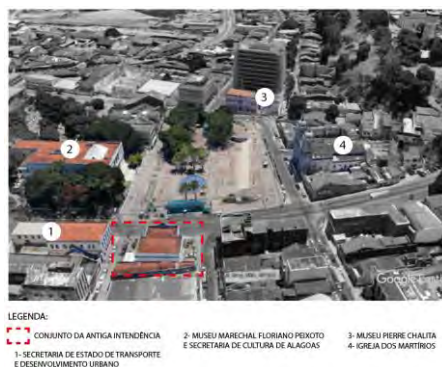 3
2
4
1
Google Earth
LEGENDA:
CONJUNTO DA ANTIGA INTENDÊNCIA
1- SECRETARIA DE ESTADO DE TRANSPORTE
E DESENVOLVIMENTO URBANO
2- MUSEU MARECHAL FLORIANO PEIXOTO
E SECRETARIA DE CULTURA DE ALAGOAS
3- MUSEU PIERRE CHALITA
4- IGREJA DOS MARTÍRIOS